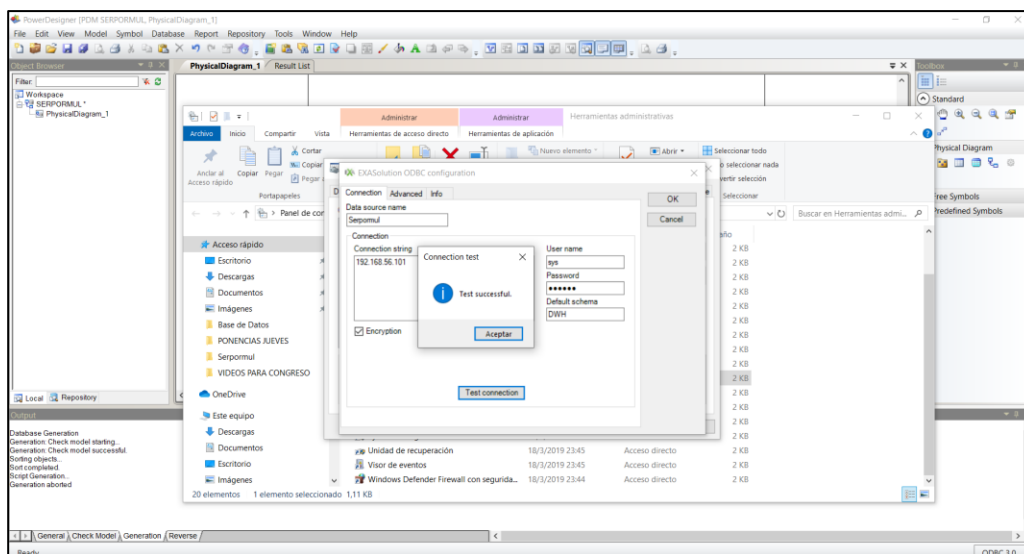 PowerDesigner [PDM SERPORMUL, PhysicalDiagram_1]
File Edit View Model Symbol Database Report Repository Tools Window Help
Object Browser
Filter:
Workspace
SERPORMUL *
PhysicalDiagram_1
Local Repository
PhysicalDiagram_1 Result List
Toolbox
Standard
Physical Diagram
Free Symbols
Predefined Symbols
Administrar Administrar Herramientas administrativas
Archivo Inicio Compartir Vista Herramientas de acceso directo Herramientas de aplicación
Anclar al
Acceso rápido
Copiar Pegar
Cortar
Copiar
Pegar
Portapapeles
Nuevo elemento
Abrir
Seleccionar todo
o seleccionar nada
vertir selección
Seleccionar
Panel de con
Buscar en Herramientas admi...
Acceso rápido
Escritorio
Descargas
Documentos
Imágenes
Base de Datos
PONENCIAS JUEVES
Serpormul
VIDEOS PARA CONGRESO
OneDrive
Este equipo
Descargas
Documentos
Escritorio
Imágenes
año
2 KB
2 KB
2 KB
2 KB
2 KB
2 KB
2 KB
2 KB
2 KB
2 KB
2 KB
2 KB
2 KB
2 KB
Unidad de recuperación 18/3/2019 23:45 Acceso directo 2 KB
Visor de eventos 18/3/2019 23:45 Acceso directo 2 KB
Windows Defender Firewall con segurida... 18/3/2019 23:44 Acceso directo 2 KB
20 elementos 1 elemento seleccionado 1,11 KB
EXASolution ODBC configuration
Connection Advanced Info
OK
Cancel
Data source name
Serpomul
Connection
Connection string
192.168.56.101
Encryption
User name
sys
Password
••••••
Default schema
DWH
Test connection
Connection test
Test successful.
Aceptar
Output
Database Generation
Generation: Check model starting...
Generation: Check model successful.
Sorting objects...
Sort completed.
Script Generation...
Generation aborted
General Check Model Generation Reverse
Ready
ODBC 3.0